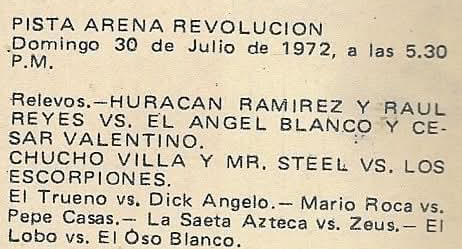 PISTA ARENA REVOLUCION
Domingo 30 de Julio de 1972, a las 5.30
P.M.
Relevos.—HURACAN RAMIREZ Y RAUL
REYES VS. EL ANGEL BLANCO Y CE-
SAR VALENTINO.
CHUCHO VILLA Y MR. STEEL VS. LOS
ESCORPIONES.
El Trueno vs. Dick Angelo.— Mario Roca vs.
Pepe Casas.— La Saeta Azteca vs. Zeus.— El
Lobo vs. El Oso Blanco.